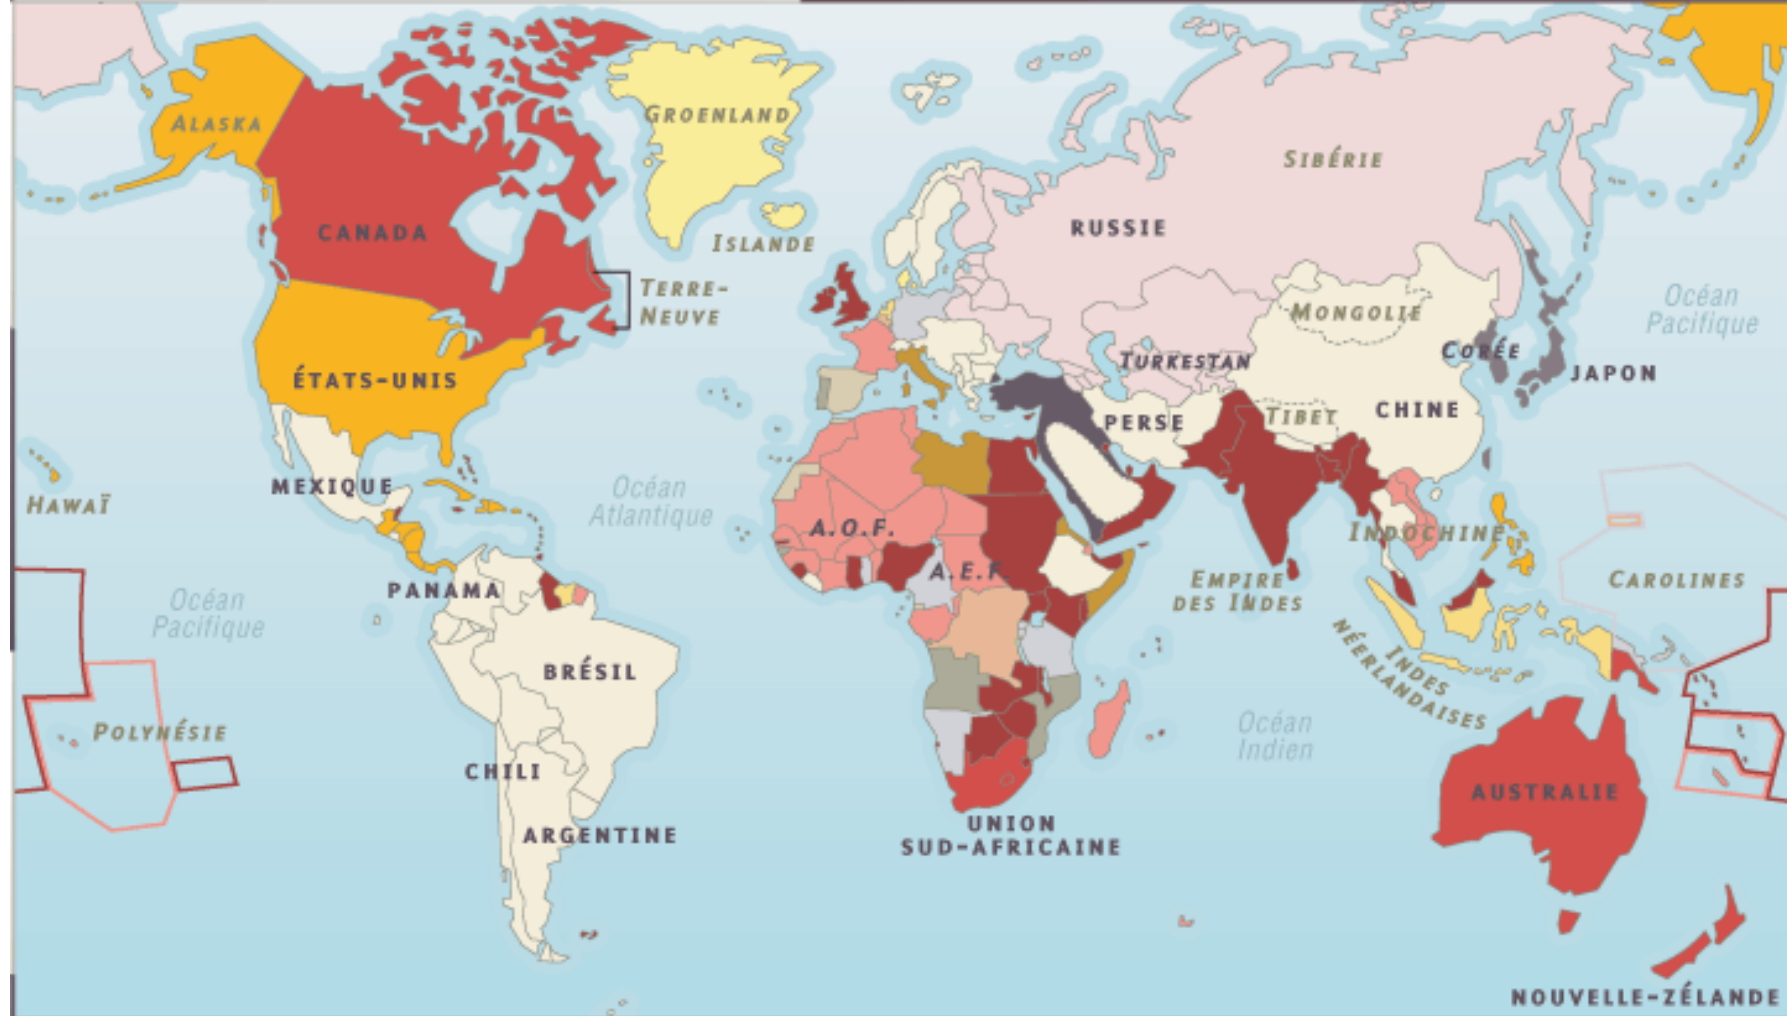 ALASKA
GROENLAND
SIBÉRIE
CANADA
RUSSIE
ISLANDE
TERRE-
NEUVE
MONGOLIE
Océan
Pacifique
TURKESTAN
CORÉE
JAPON
ÉTATS-UNIS
PERSE
TIBET
CHINE
HAWAÏ
MEXIQUE
Océan
Atlantique
A.O.F.
INDOCHINE
A.E.F.
EMPIRE
DES INDES
CAROLINES
PANAMA
Océan
Pacifique
INDES
NÉERLANDAISES
BRÉSIL
POLYNÉSIE
Océan
Indien
CHILI
AUSTRALIE
ARGENTINE
UNION
SUD-AFRICAINE
NOUVELLE-ZÉLANDE